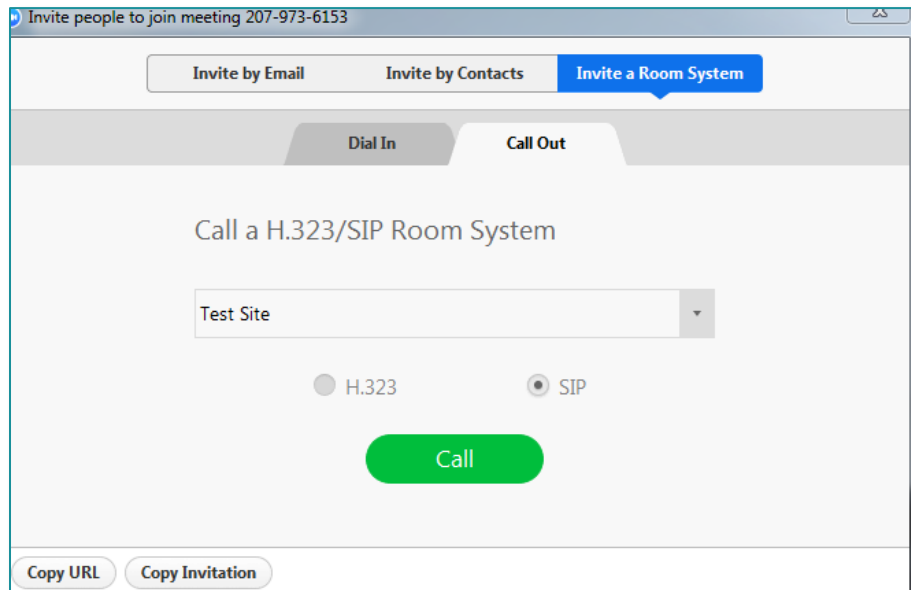 Invite people to join meeting 207-973-6153
Invite by Email Invite by Contacts Invite a Room System
Dial In Call Out
Call a H.323/SIP Room System
Test Site
H.323 SIP
Call
Copy URL Copy Invitation